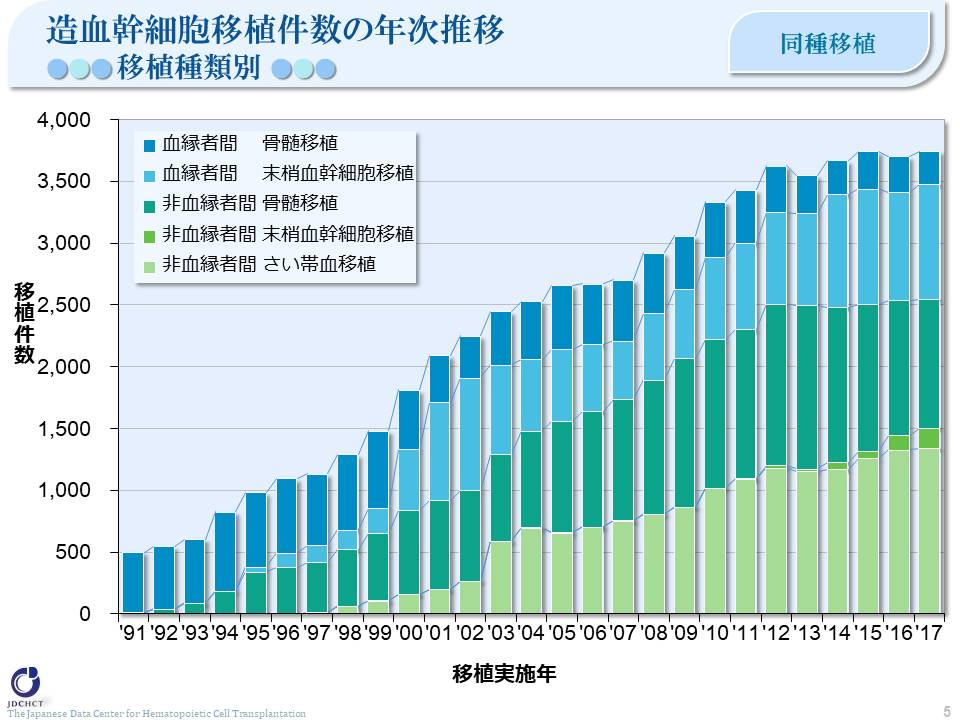 造血幹細胞移植件数の年次推移
移植種類別
同種移植
4,000
3,500
3,000
2,500
2,000
1,500
1,000
500
0
移植件数
血縁者間 骨髄移植
血縁者間 末梢血幹細胞移植
非血縁者間 骨髄移植
非血縁者間 末梢血幹細胞移植
非血縁者間 さい帯血移植
'91 '92 '93 '94 '95 '96 '97 '98 '99 '00 '01 '02 '03 '04 '05 '06 '07 '08 '09 '10 '11 '12 '13 '14 '15 '16 '17
移植実施年
JDCHCT
The Japanese Data Center for Hematopoietic Cell Transplantation
5